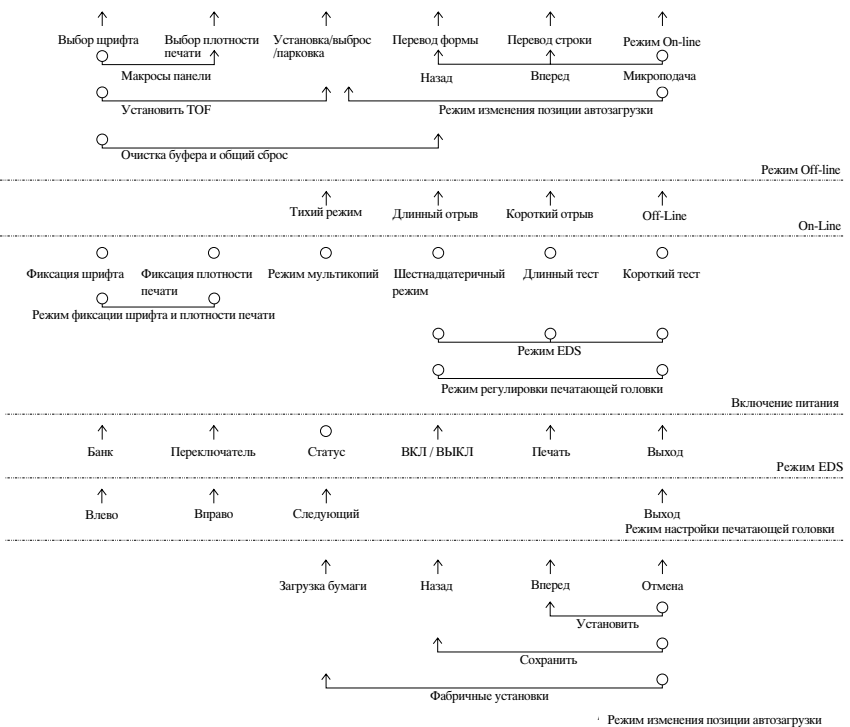 Выбор шрифта Выбор плотности печати Установка/выброс /парковка Перевод формы Перевод строки Режим On-line
Макросы панели Назад Вперед Микроподача
Установить TOF Режим изменения позиции автозагрузки
Очистка буфера и общий сброс
Режим Off-line
Тихий режим Длинный отрыв Короткий отрыв Off-Line
On-Line
Фиксация шрифта Фиксация плотности печати Режим мультикопий Шестнадцатеричный режим Длинный тест Короткий тест
Режим фиксации шрифта и плотности печати
Режим EDS
Режим регулировки печатающей головки
Включение питания
Банк Переключатель Статус ВКЛ / ВЫКЛ Печать Выход
Режим EDS
Влево Вправо Следующий Выход
Режим настройки печатающей головки
Загрузка бумаги Назад Вперед Отмена
Установить
Сохранить
Фабричные установки
Режим изменения позиции автозагрузки